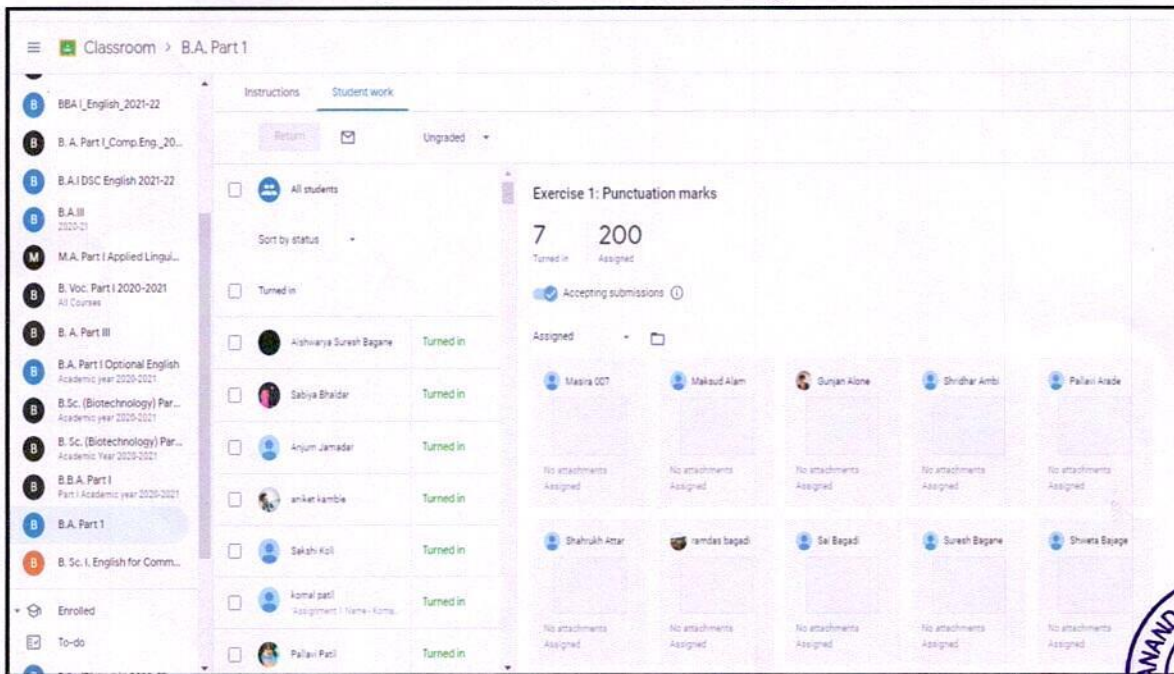 Classroom > B.A. Part 1
BBA I_English_2021-22
B. A. Part I_Comp.Eng._20...
B.A.I DSC English 2021-22
B.A.III
2020-21
M.A. Part I Applied Lingui...
B. Voc. Part I 2020-2021
All Courses
B. A. Part III
B.A. Part I Optional English
Academic year 2020-2021
B.Sc. (Biotechnology) Par...
Academic year 2020-2021
B. Sc. (Biotechnology) Par...
Academic Year 2020-2021
B.B.A. Part I
Part I Academic year 2020-2021
B.A. Part 1
B. Sc. I. English for Comm...
Enrolled
To-do
Instructions Student work
Return Ungraded
All students
Sort by status
Turned in
Aishwarya Suresh Bagane Turned in
Sabiya Bhaldar Turned in
Anjum Jamadar Turned in
aniket kamble Turned in
Sakshi Koli Turned in
komal patil Turned in
Assignment 1 Name:- Koma...
Pallavi Patil Turned in
Exercise 1: Punctuation marks
7 200
Turned in Assigned
Accepting submissions
Assigned
Masira 007 Maksud Alam Gunjan Alone Shridhar Ambi Pallavi Arade
No attachments No attachments No attachments No attachments No attachments
Assigned Assigned Assigned Assigned Assigned
Shahrukh Attar ramdas bagadi Sai Bagadi Suresh Bagane Shweta Bajage
No attachments No attachments No attachments No attachments No attachments
Assigned Assigned Assigned Assigned Assigned